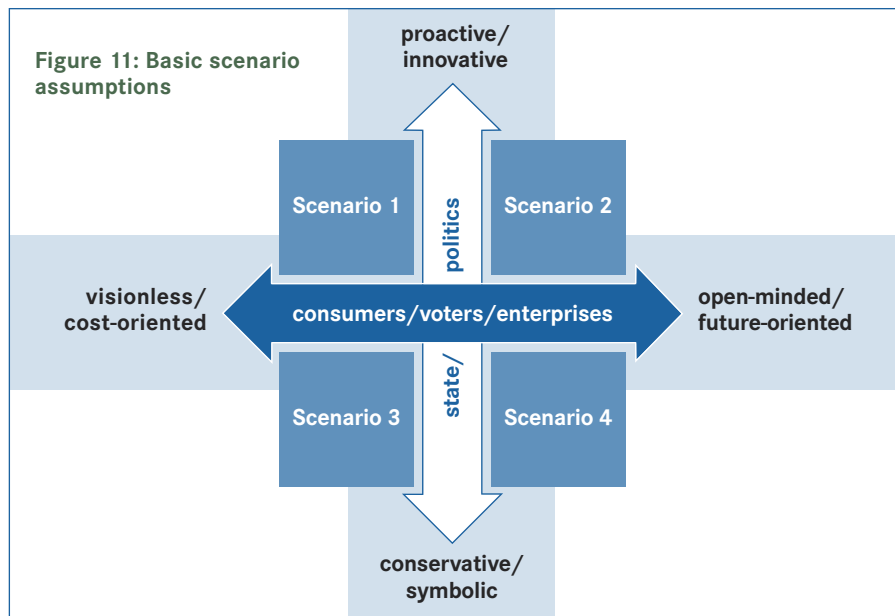 Figure 11: Basic scenario
assumptions
proactive/
innovative
Scenario 1
Scenario 2
state/ politics
visionless/
cost-oriented
consumers/voters/enterprises
open-minded/
future-oriented
Scenario 3
Scenario 4
conservative/
symbolic